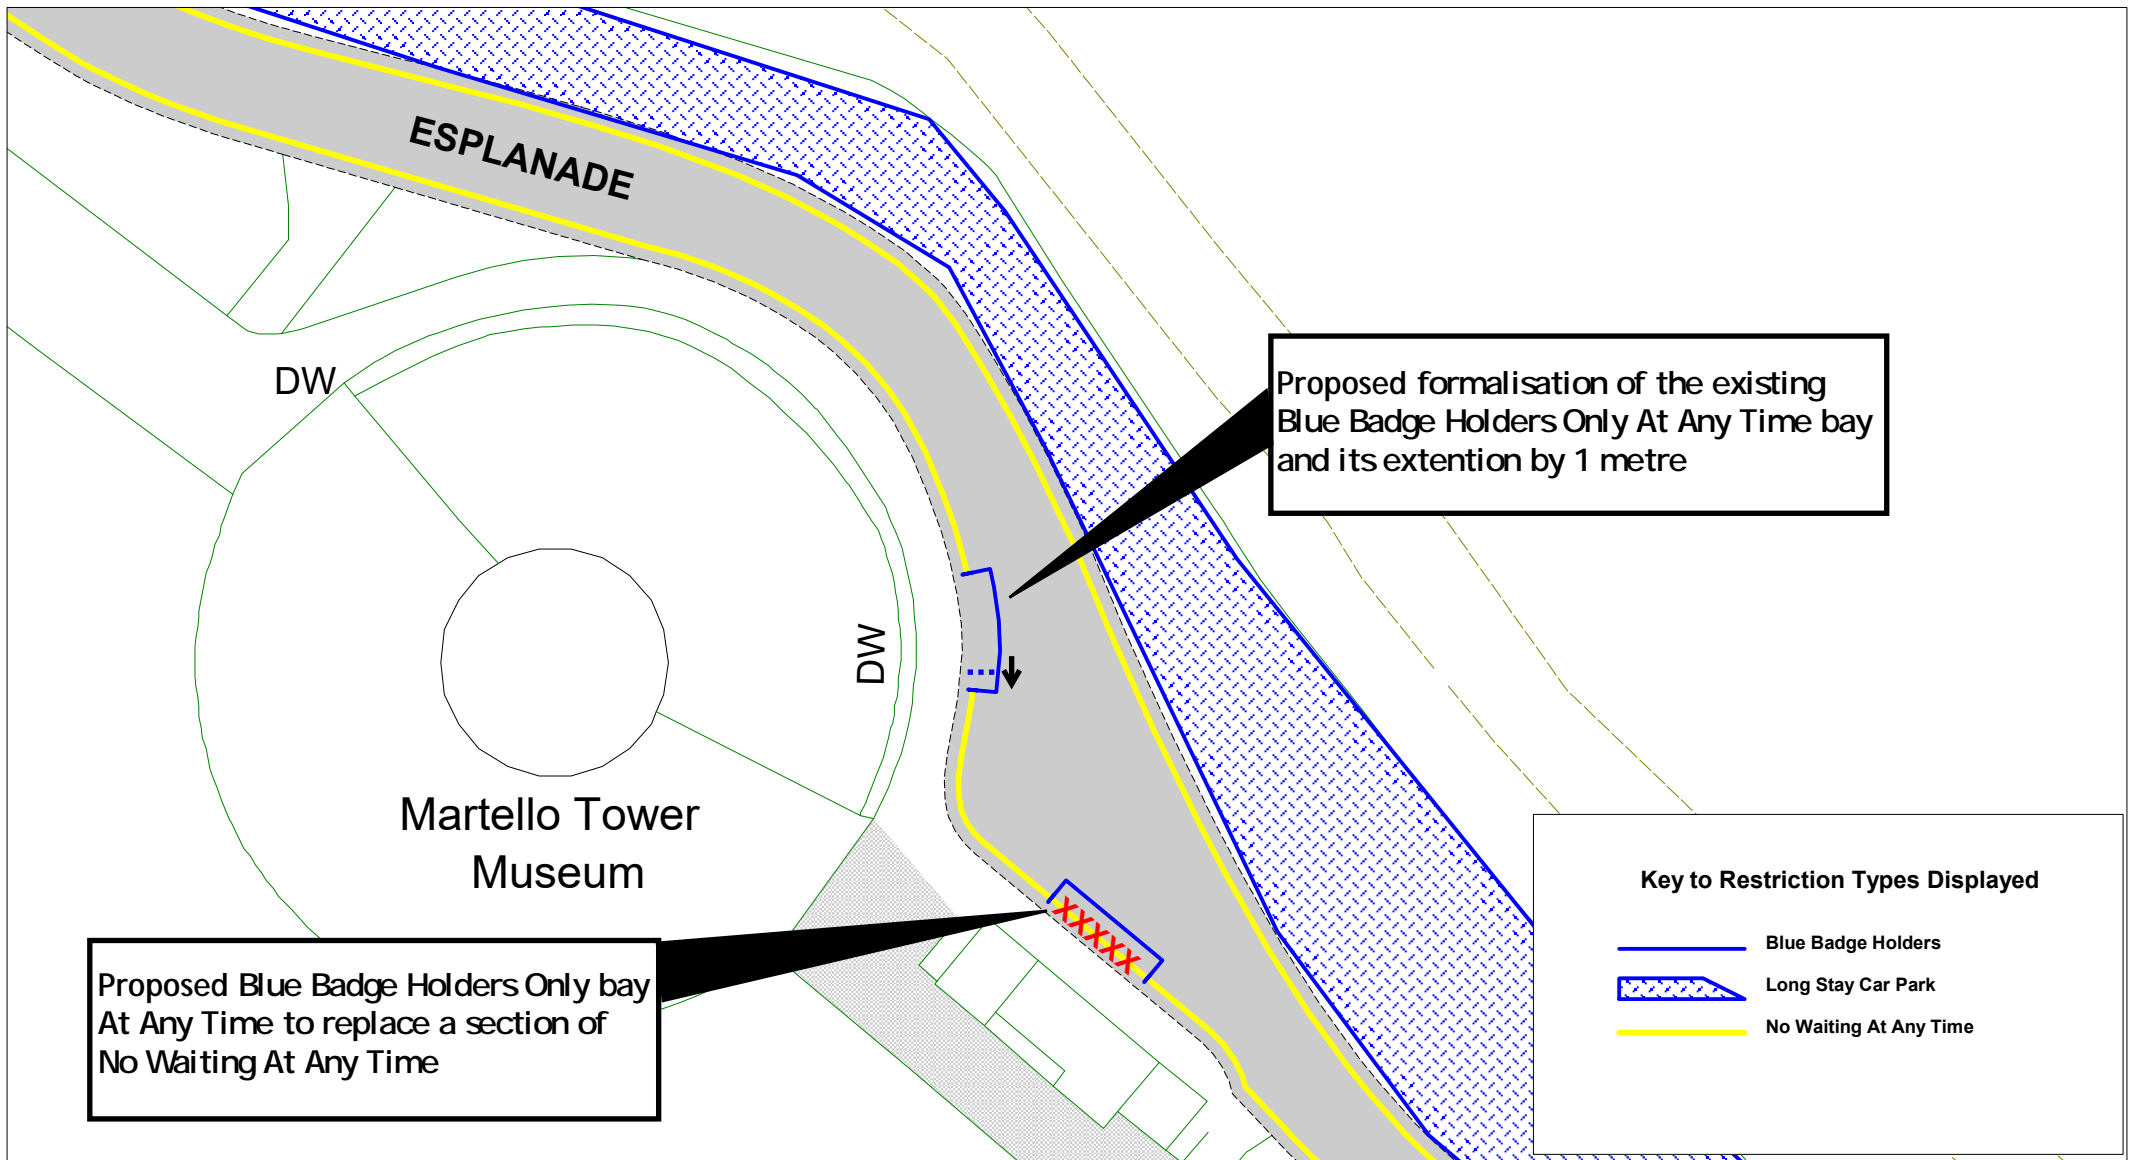 ESPLANADE
DW
Proposed formalisation of the existing
Blue Badge Holders Only At Any Time bay
and its extention by 1 metre
DW
Martello Tower
Museum
XXXXX
Proposed Blue Badge Holders Only bay
At Any Time to replace a section of
No Waiting At Any Time
Key to Restriction Types Displayed
Blue Badge Holders
Long Stay Car Park
No Waiting At Any Time